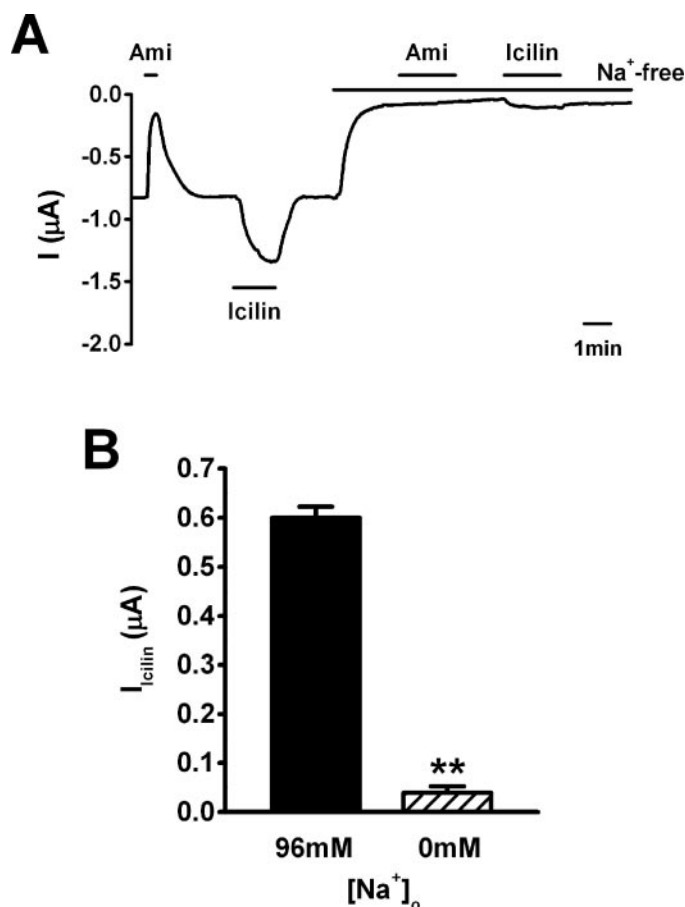 A
Ami
Ami
Icilin
Na⁺-free
0.0
-0.5
-1.0
-1.5
-2.0
I (μA)
Icilin
1min
B
0.7
0.6
0.5
0.4
0.3
0.2
0.1
0.0
I_Icilin (μA)
**
96mM
0mM
[Na⁺]ₒ